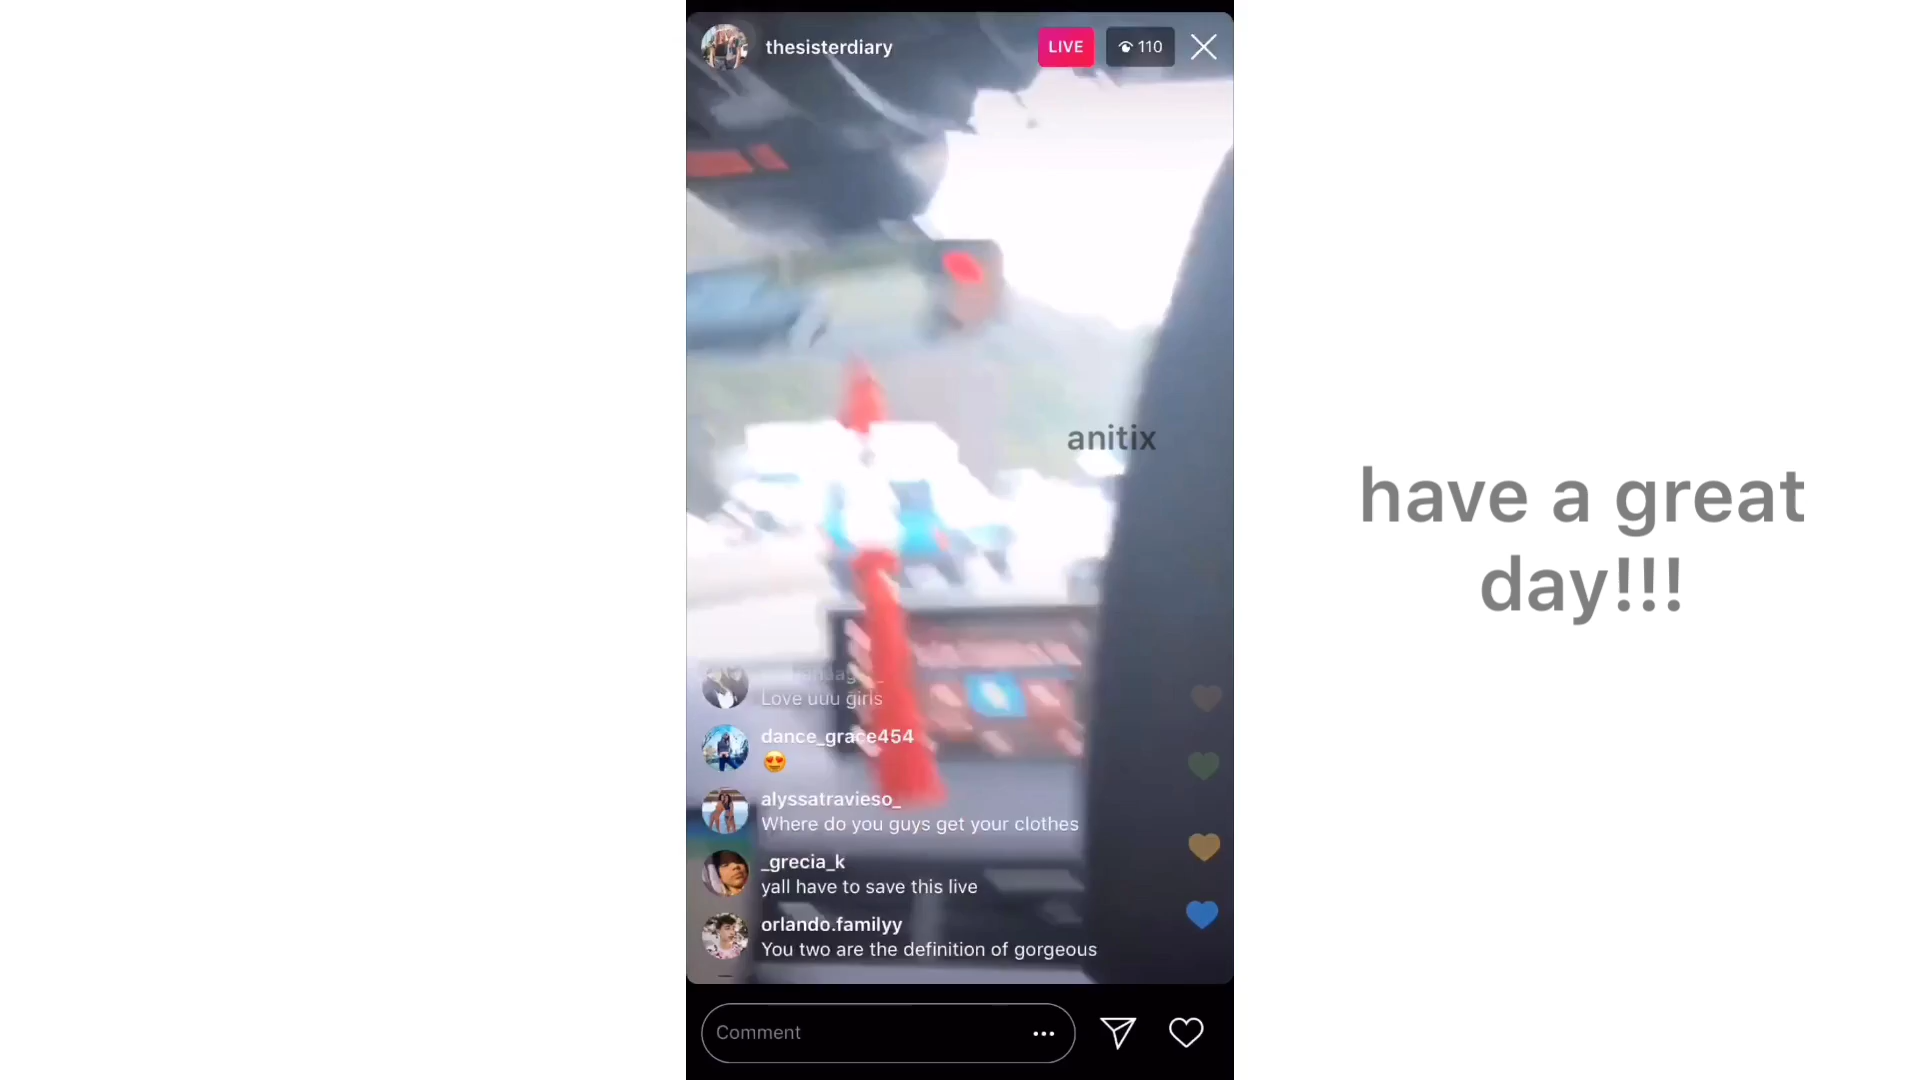 thesisterdiary
LIVE
110
anitix
have a great
day!!!
Love uuu girls
dance_grace454
alyssatravieso_
Where do you guys get your clothes
_grecia_k
yall have to save this live
orlando.familyy
You two are the definition of gorgeous
Comment